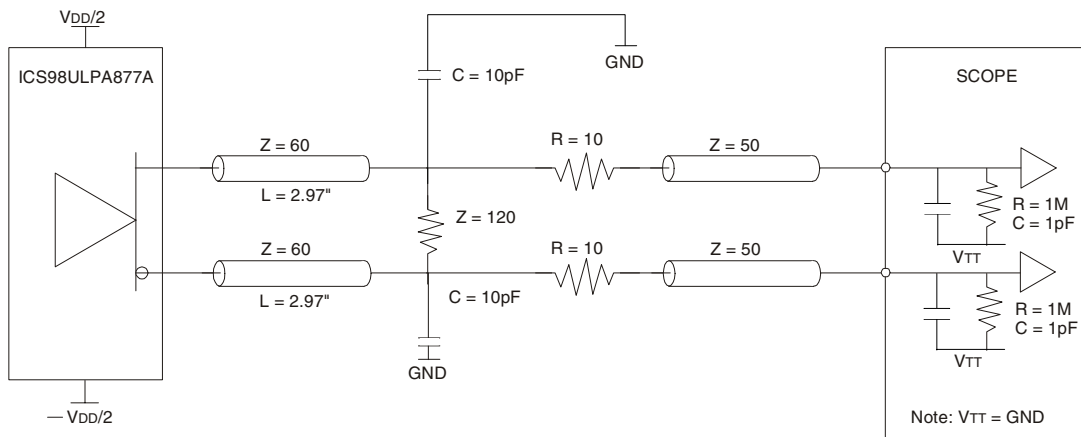 VDD/2
ICS98ULPA877A
GND
C = 10pF
SCOPE
Z = 60
L = 2.97"
R = 10
Z = 50
Z = 120
R = 1M
C = 1pF
VTT
Z = 60
L = 2.97"
C = 10pF
R = 10
Z = 50
R = 1M
C = 1pF
VTT
GND
— VDD/2
Note: VTT = GND